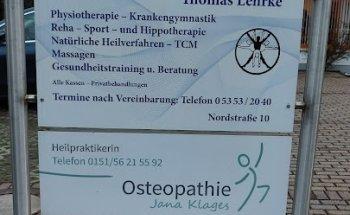 Thomas Lehrke
Physiotherapie – Krankengymnastik
Reha – Sport – und Hippotherapie
Natürliche Heilverfahren – TCM
Massagen
Gesundheitstraining u. Beratung
Alle Kassen – Privatbehandlungen
Termine nach Vereinbarung: Telefon 0 53 53 / 20 40
Nordstraße 10
Heilpraktikerin
Telefon 0151/56 21 55 92
Osteopathie
Jana Klages